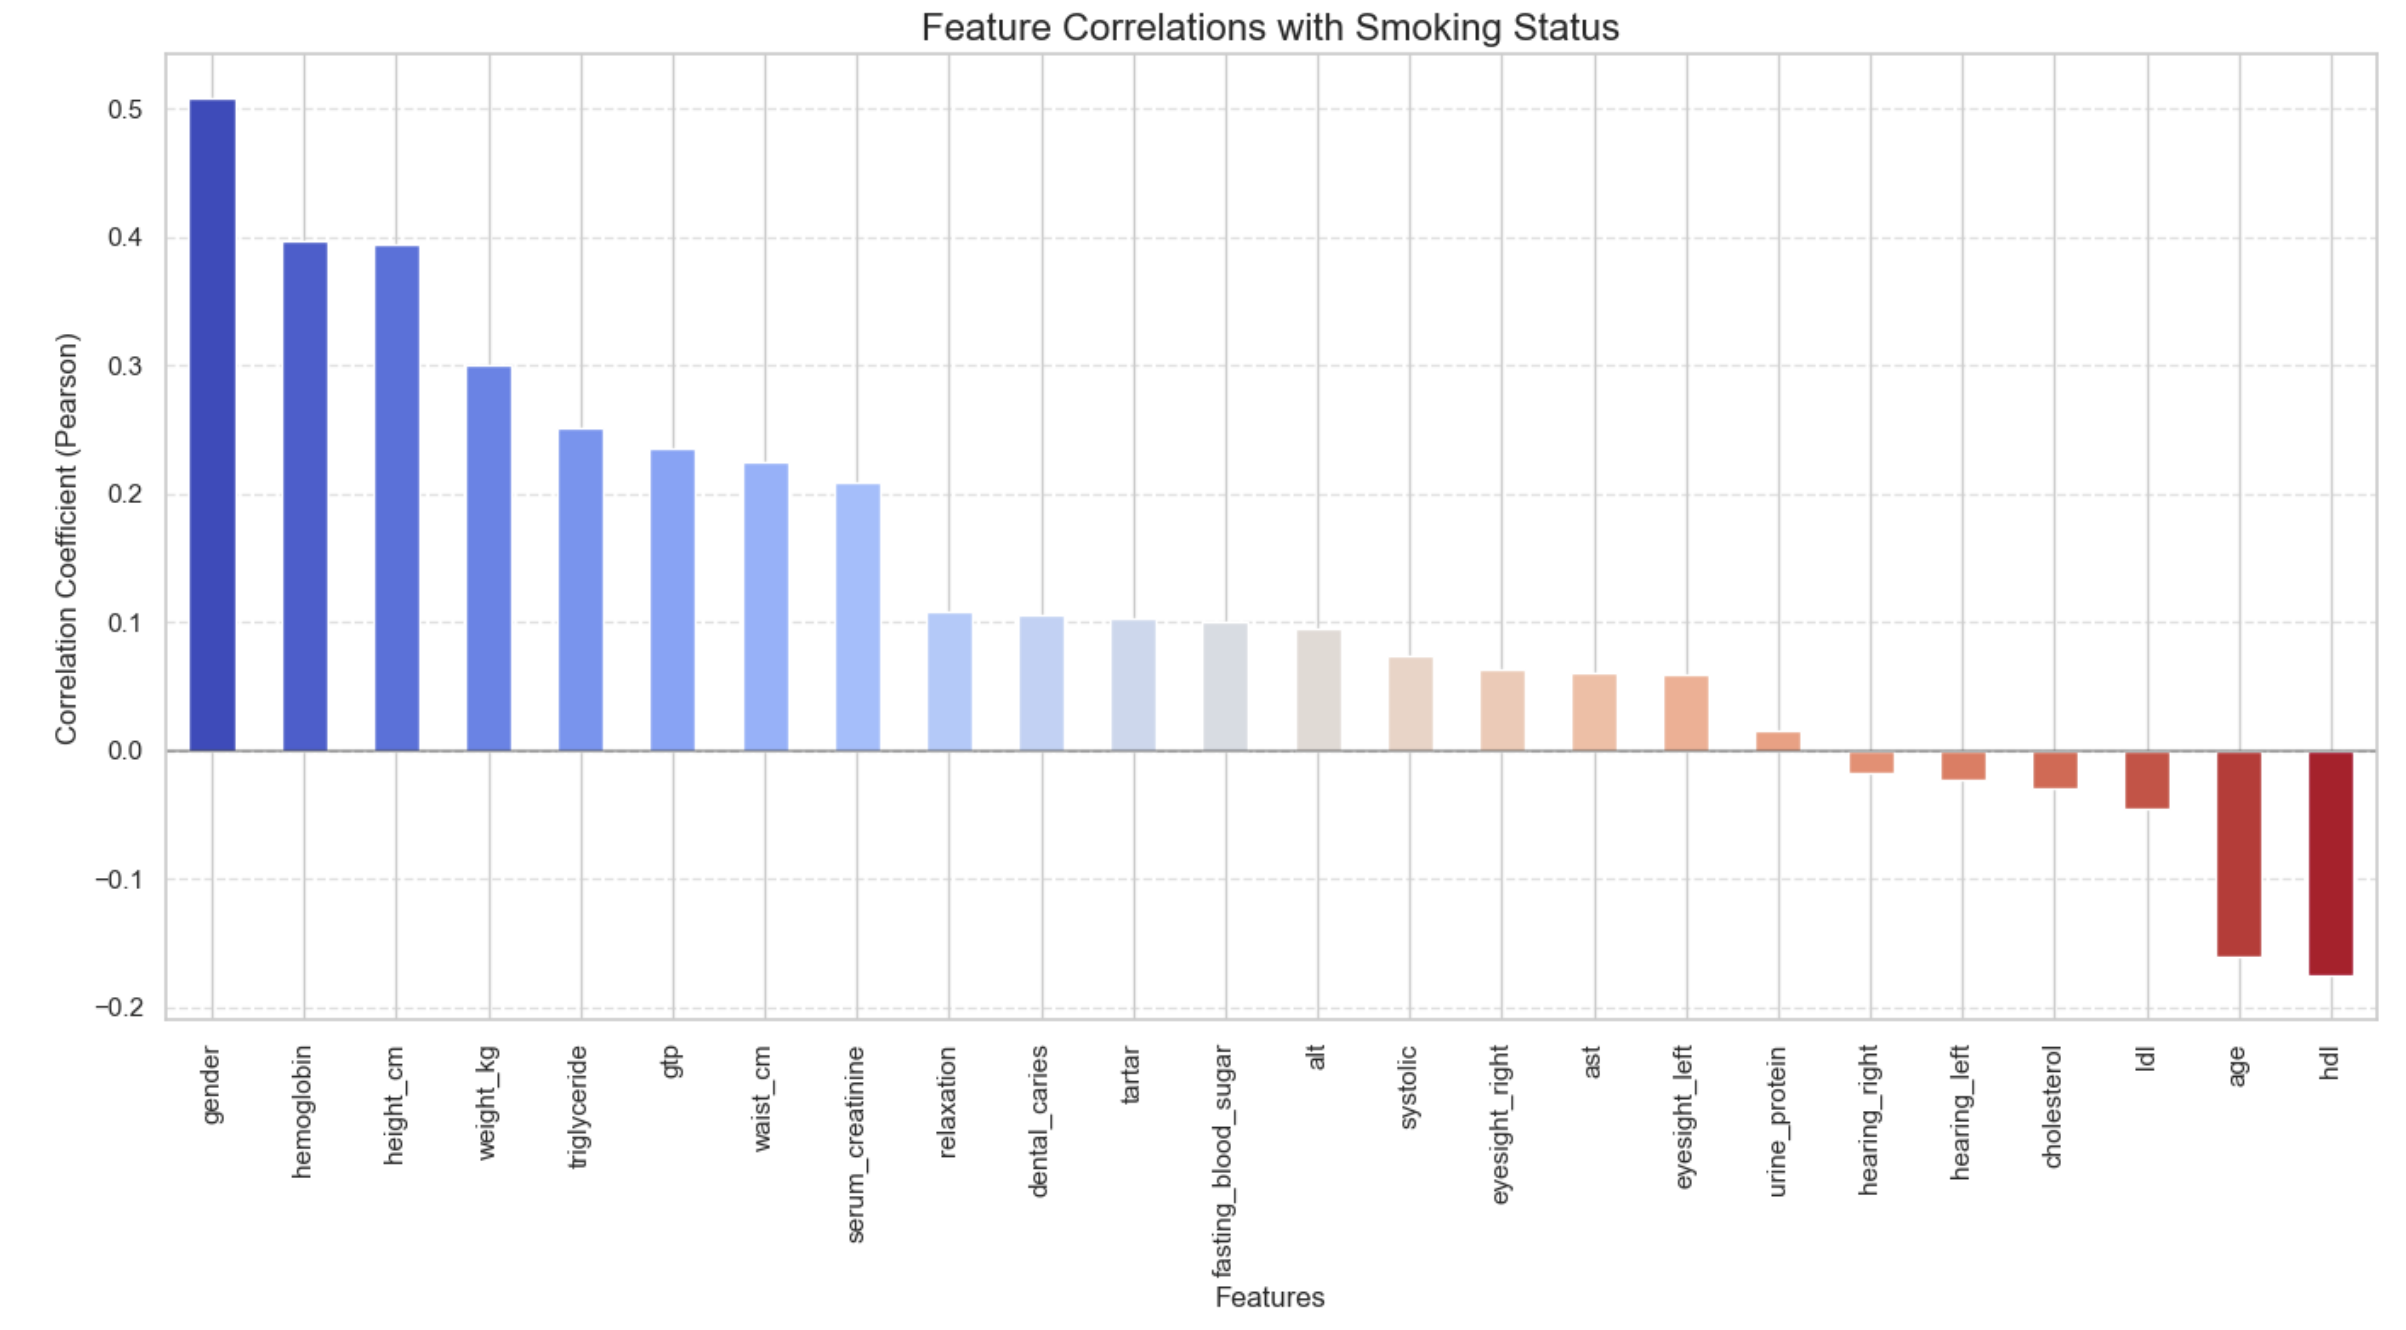 Feature Correlations with Smoking Status
Correlation Coefficient (Pearson)
0.5
0.4
0.3
0.2
0.1
0.0
−0.1
−0.2
gender
hemoglobin
height_cm
weight_kg
triglyceride
gtp
waist_cm
serum_creatinine
relaxation
dental_caries
tartar
fasting_blood_sugar
alt
systolic
eyesight_right
ast
eyesight_left
urine_protein
hearing_right
hearing_left
cholesterol
ldl
age
hdl
Features